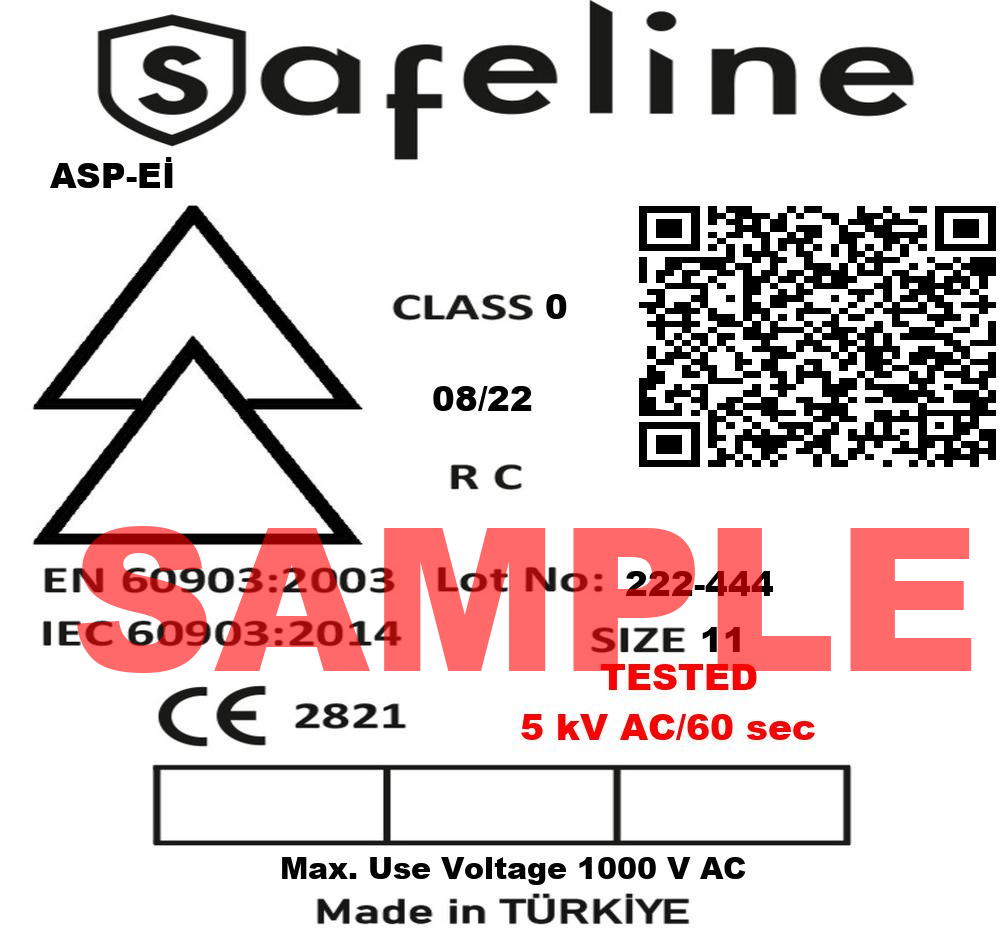 Safeline
ASP-Eİ
CLASS 0
08/22
R C
SAMPLE
EN 60903:2003 Lot No: 222-444
IEC 60903:2014 SIZE 11
TESTED
CE 2821 5 kV AC/60 sec
Max. Use Voltage 1000 V AC
Made in TÜRKİYE